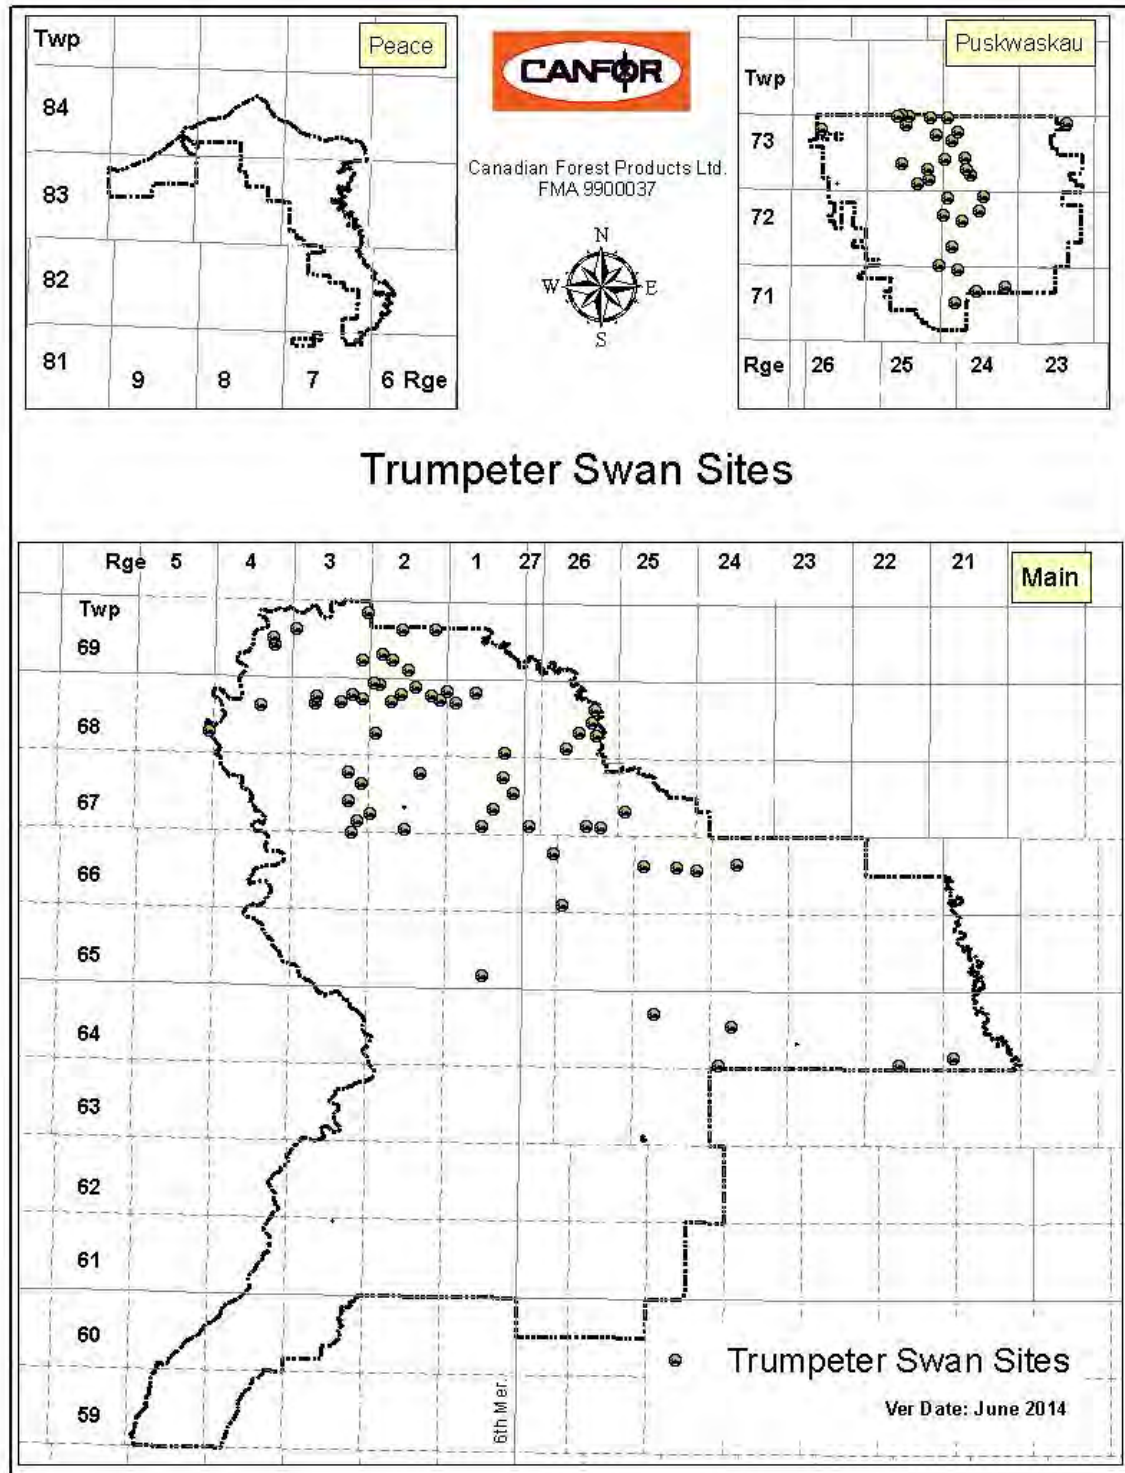 Twp
Peace
84
83
82
81
9 8 7 6 Rge
CANFOR
Canadian Forest Products Ltd.
FMA 9900037
N
W E
S
Puskwaskau
Twp
73
72
71
Rge 26 25 24 23
Trumpeter Swan Sites
Rge 5 4 3 2 1 27 26 25 24 23 22 21
Main
Twp
69
68
67
66
65
64
63
62
61
60
59
6th Mer.
Trumpeter Swan Sites
Ver Date: June 2014